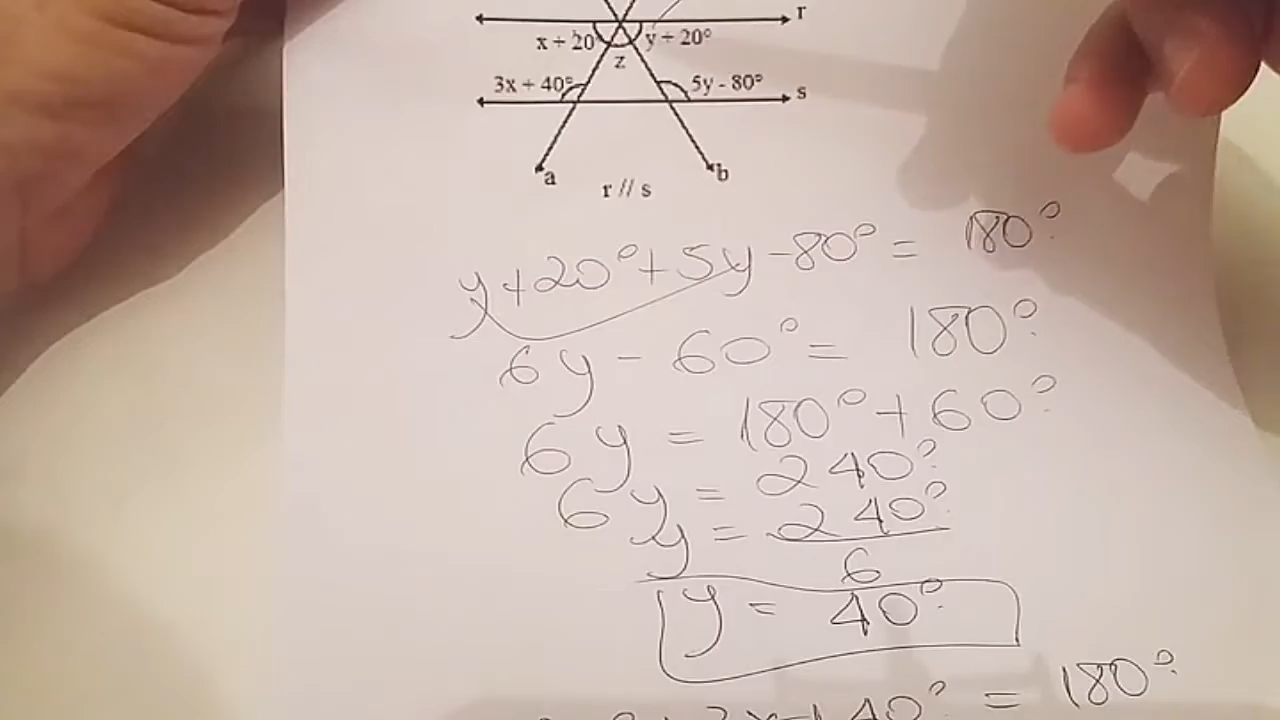 r
x + 20 y + 20°
z
3x + 40° 5y - 80°
s
a b
r // s
y+20°+5y-80° = 180°
6y - 60° = 180°
6y = 180° + 60°
6y = 240°
y = 240°
6
y = 40°
= 180°